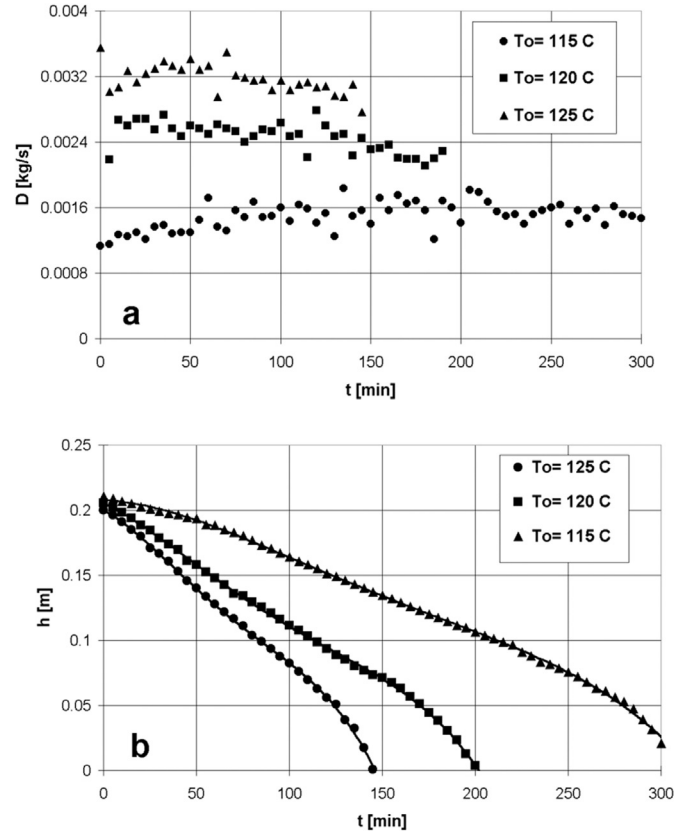 0.004
0.0032
0.0024
0.0016
0.0008
0
D [kg/s]
To= 115 C
To= 120 C
To= 125 C
a
0 50 100 150 200 250 300
t [min]
0.25
0.2
0.15
0.1
0.05
0
h [m]
To= 125 C
To= 120 C
To= 115 C
b
0 50 100 150 200 250 300
t [min]